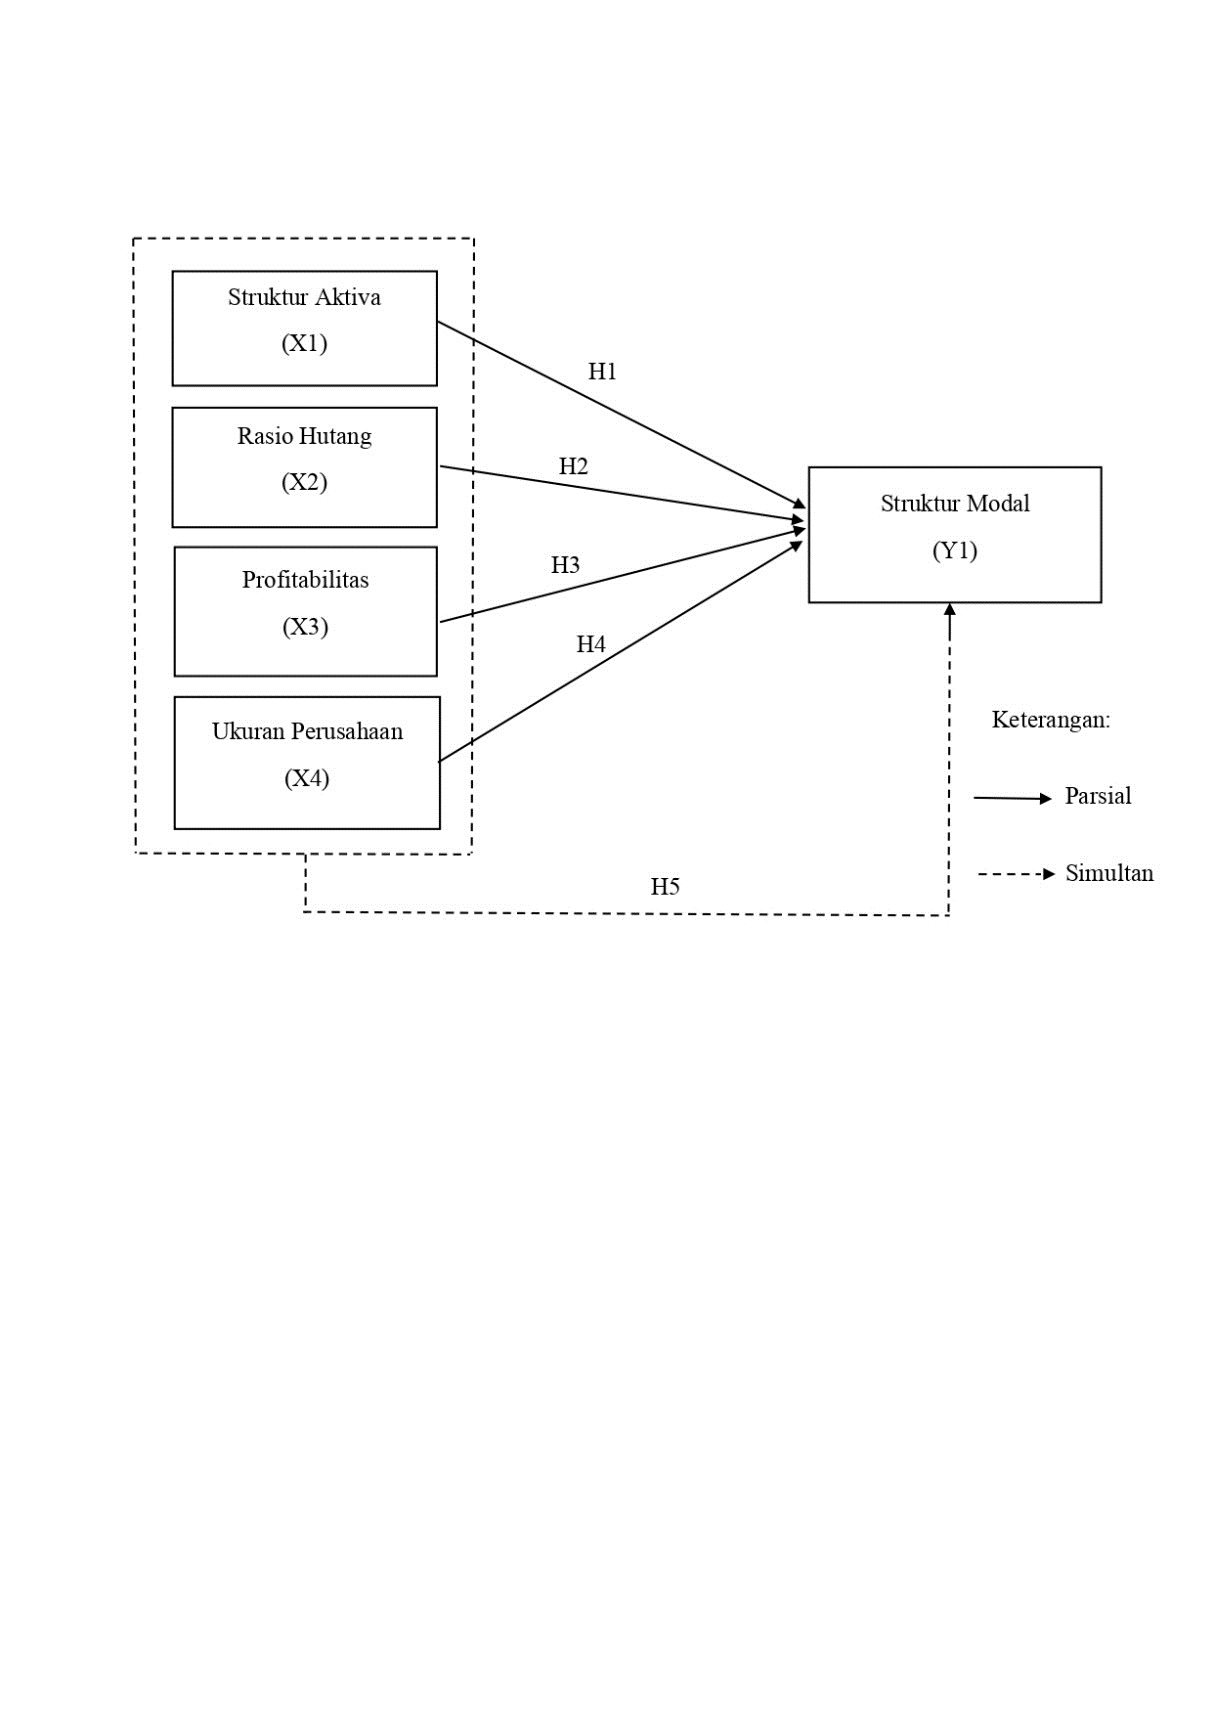 Struktur Aktiva
(X1)
Rasio Hutang
(X2)
Profitabilitas
(X3)
Ukuran Perusahaan
(X4)
H1
H2
H3
H4
H5
Struktur Modal
(Y1)
Keterangan:
Parsial
Simultan